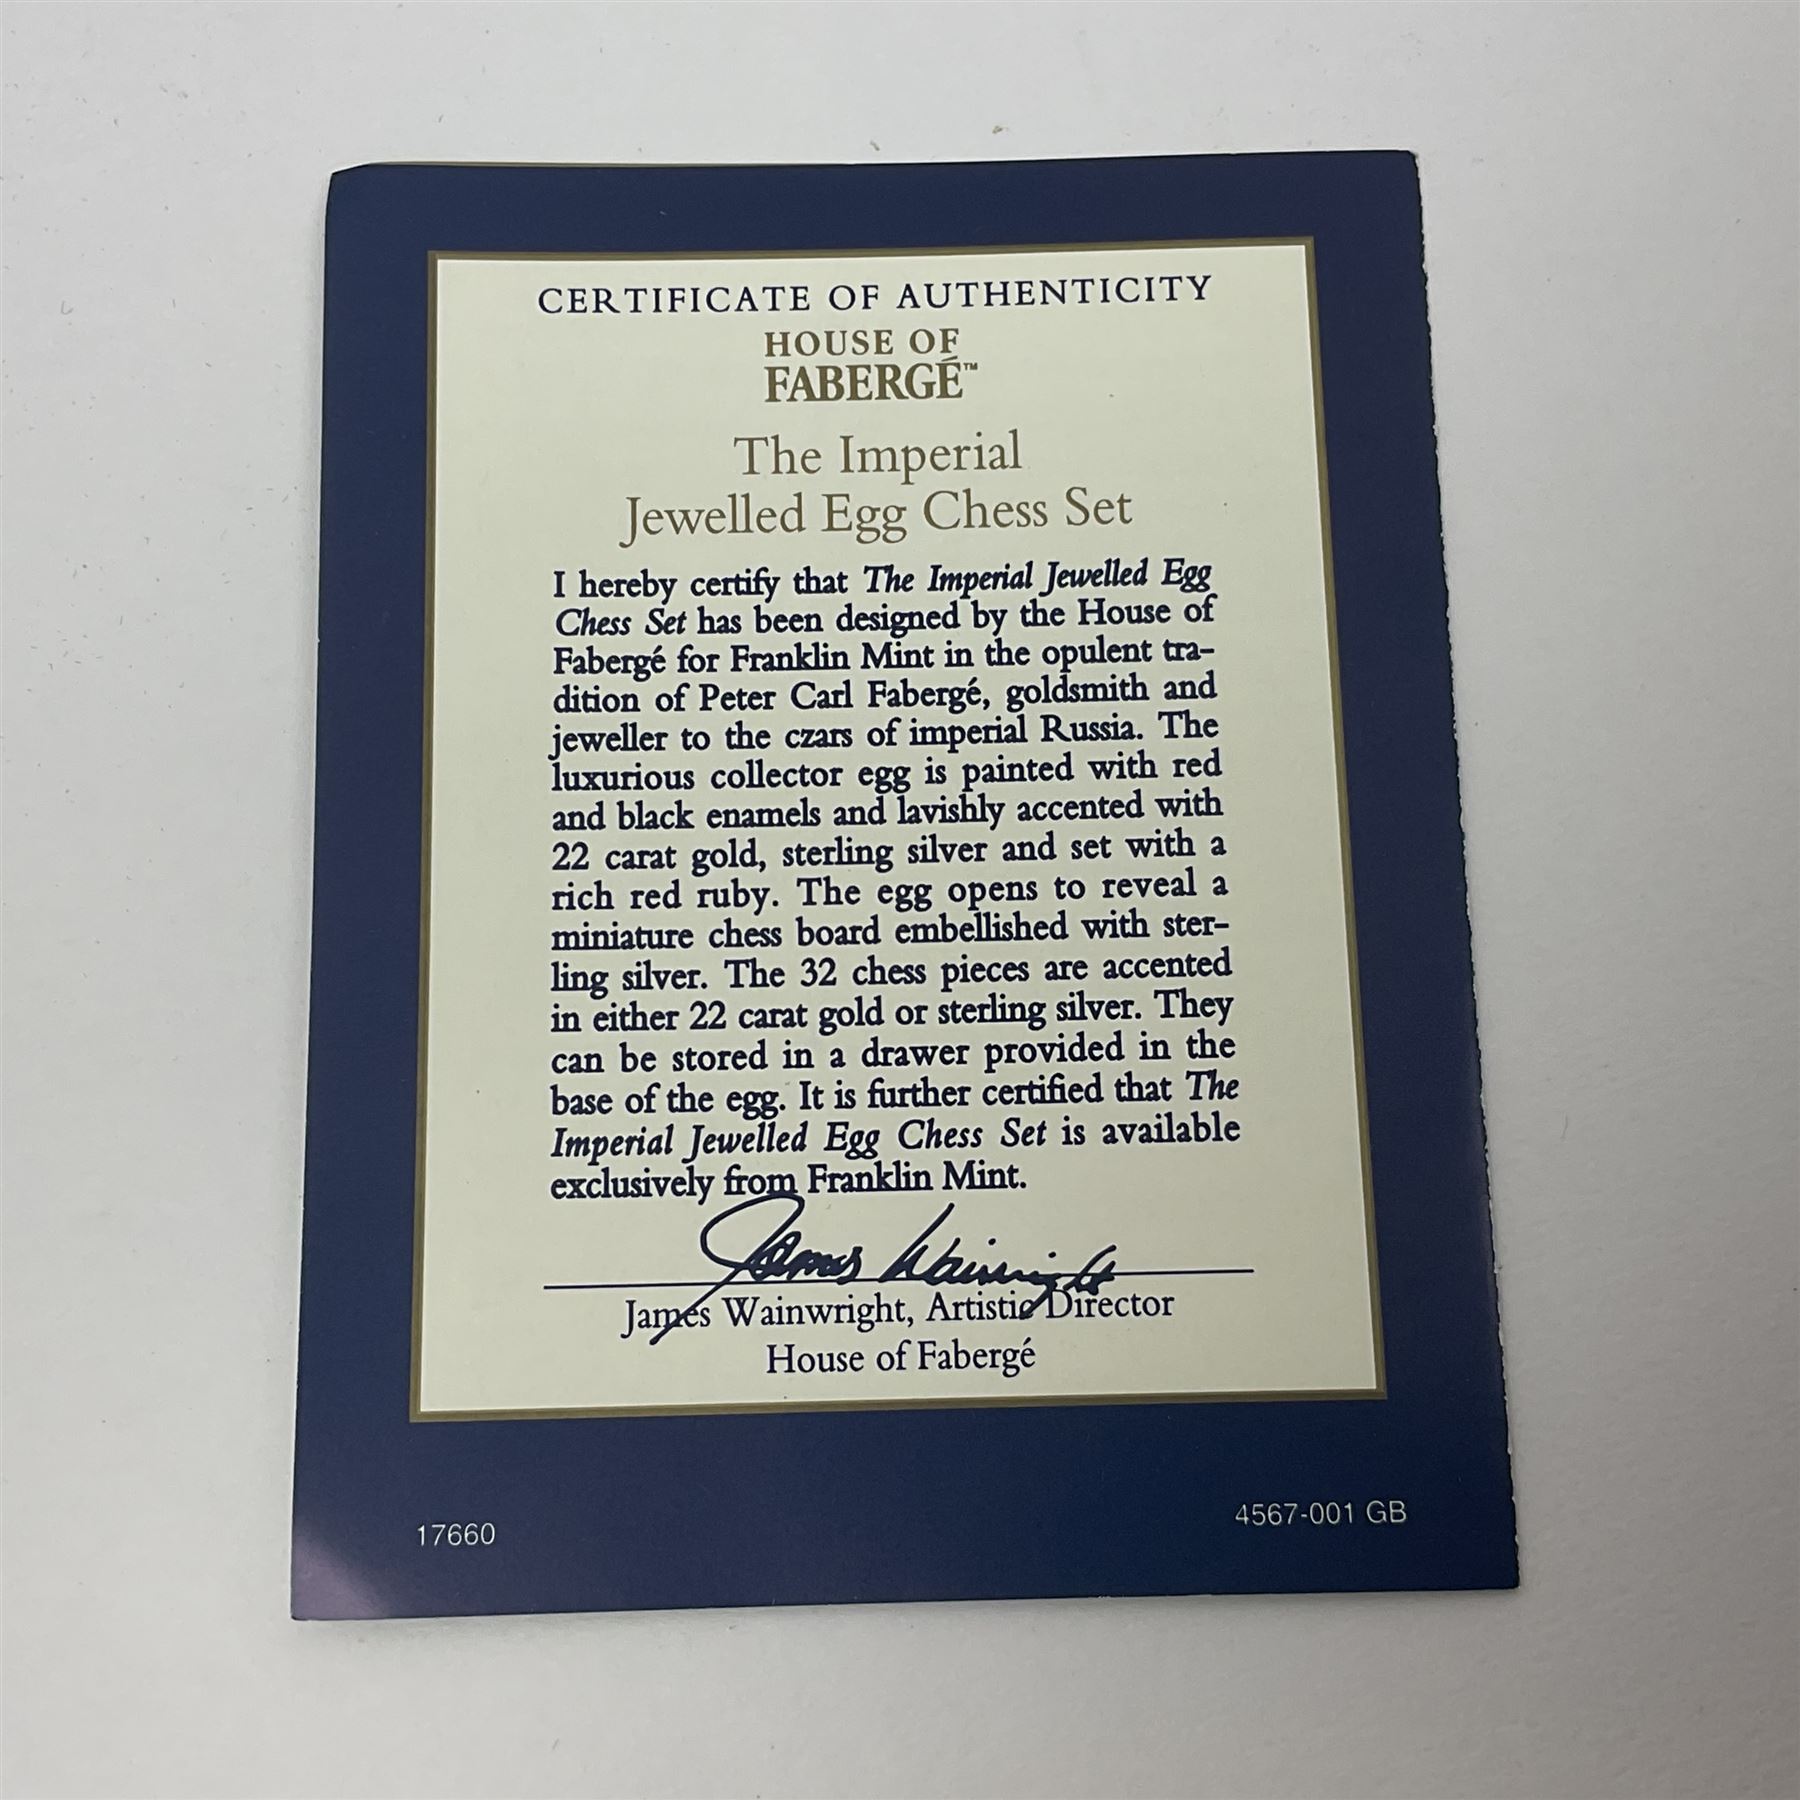 CERTIFICATE OF AUTHENTICITY
HOUSE OF
FABERGÉ™
The Imperial
Jewelled Egg Chess Set
I hereby certify that The Imperial Jewelled Egg
Chess Set has been designed by the House of
Fabergé for Franklin Mint in the opulent tra-
dition of Peter Carl Fabergé, goldsmith and
jeweller to the czars of imperial Russia. The
luxurious collector egg is painted with red
and black enamels and lavishly accented with
22 carat gold, sterling silver and set with a
rich red ruby. The egg opens to reveal a
miniature chess board embellished with ster-
ling silver. The 32 chess pieces are accented
in either 22 carat gold or sterling silver. They
can be stored in a drawer provided in the
base of the egg. It is further certified that The
Imperial Jewelled Egg Chess Set is available
exclusively from Franklin Mint.
James Wainwright
James Wainwright, Artistic Director
House of Fabergé
17660
4567-001 GB